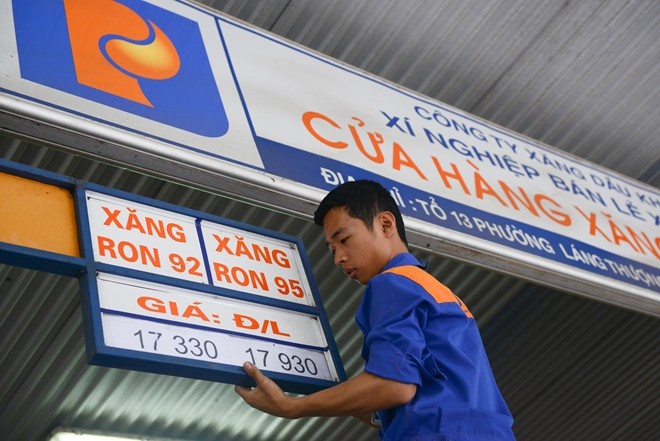 CÔNG TY XĂNG DẦU
XÍ NGHIỆP BÁN LẺ
CỬA HÀNG XĂNG
ĐỊA CHỈ : TỔ 13 PHƯỜNG LÁNG THƯỢNG
XĂNG RON 92
XĂNG RON 95
GIÁ: Đ/L
17 330 17 930